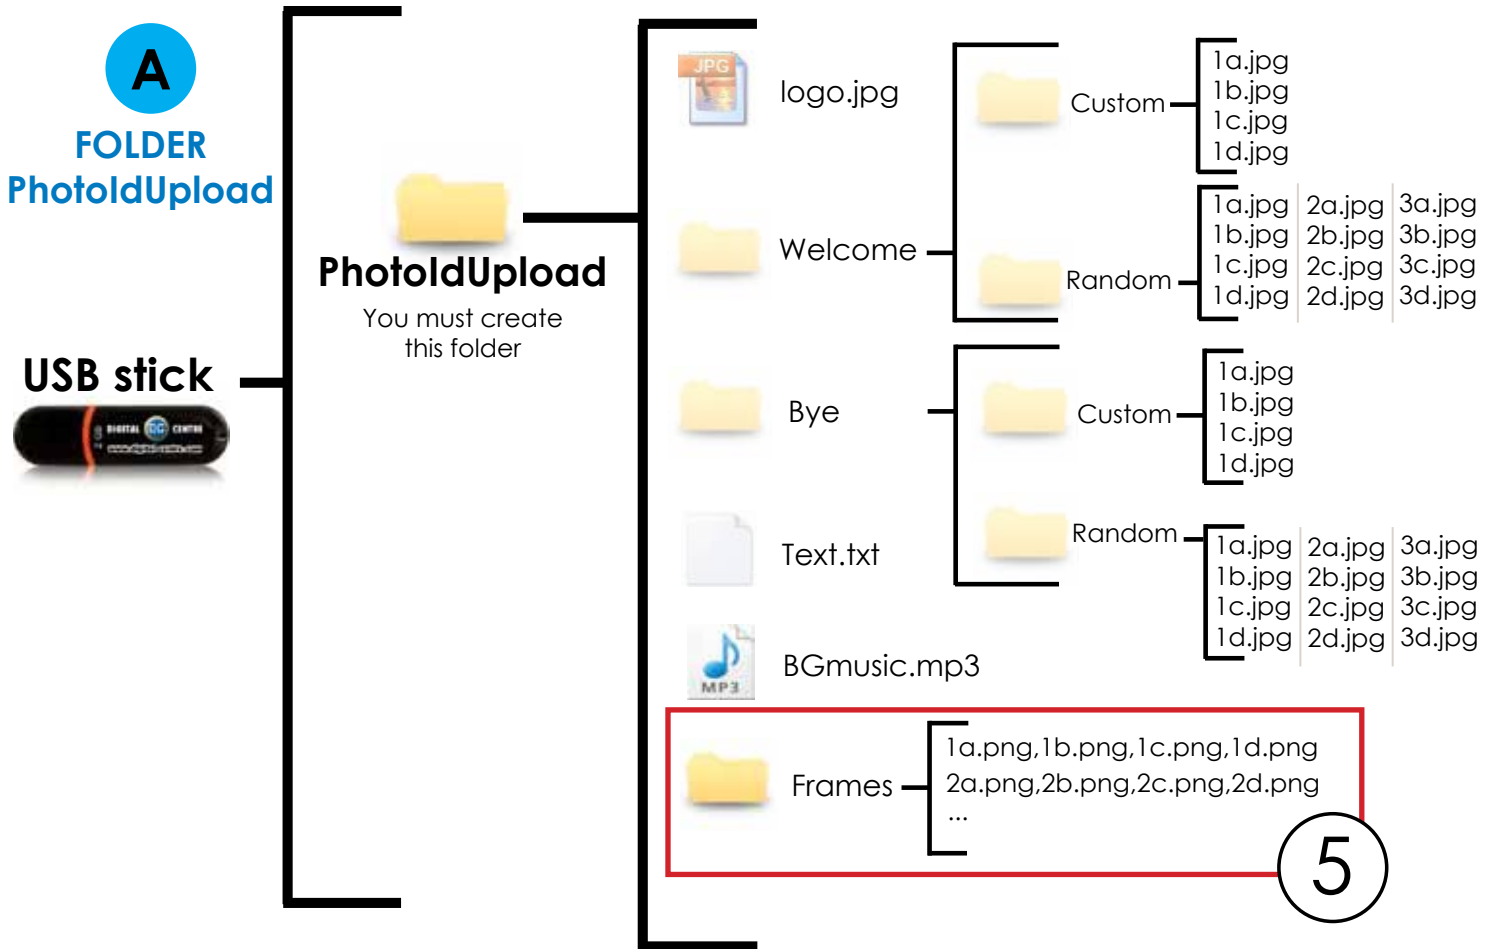 A
FOLDER
PhotoIdUpload
USB stick
DIGITAL DC CENTRE
PhotoIdUpload
You must create
this folder
JPG
logo.jpg
Welcome
Custom
1a.jpg
1b.jpg
1c.jpg
1d.jpg
Random
1a.jpg 2a.jpg 3a.jpg
1b.jpg 2b.jpg 3b.jpg
1c.jpg 2c.jpg 3c.jpg
1d.jpg 2d.jpg 3d.jpg
Bye
Custom
1a.jpg
1b.jpg
1c.jpg
1d.jpg
Random
1a.jpg 2a.jpg 3a.jpg
1b.jpg 2b.jpg 3b.jpg
1c.jpg 2c.jpg 3c.jpg
1d.jpg 2d.jpg 3d.jpg
Text.txt
MP3
BGmusic.mp3
Frames
1a.png,1b.png,1c.png,1d.png
2a.png,2b.png,2c.png,2d.png
...
5